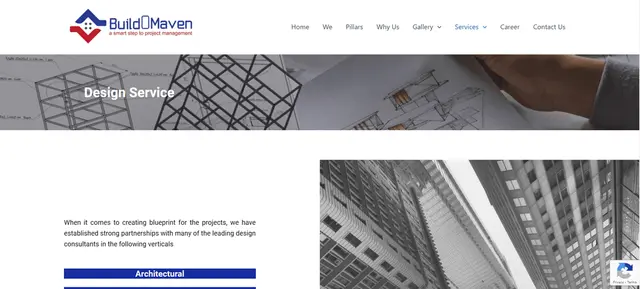 Build Maven
a smart step to project management
Home We Pillars Why Us Gallery Services Career Contact Us
Design Service
When it comes to creating blueprint for the projects, we have
established strong partnerships with many of the leading design
consultants in the following verticals
Architectural
Privacy - Terms